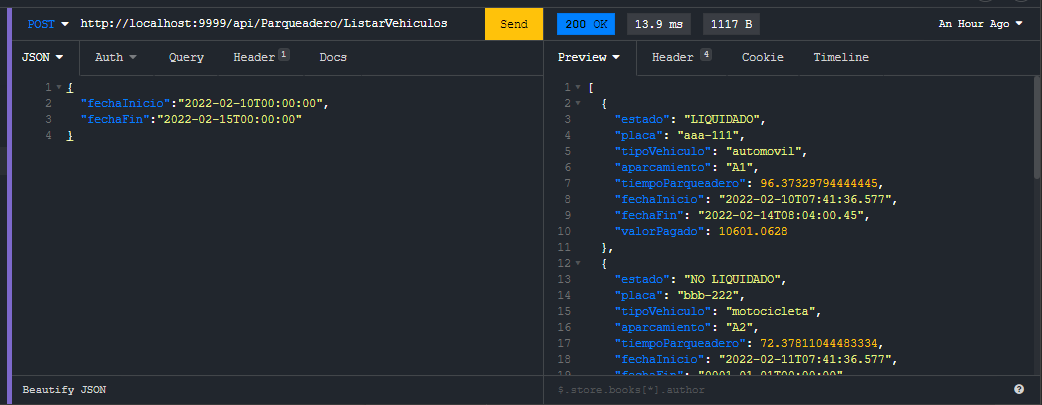 POST http://localhost:9999/api/Parqueadero/ListarVehiculos Send
JSON Auth Query Header 1 Docs
1 {
2 "fechaInicio":"2022-02-10T00:00:00",
3 "fechaFin":"2022-02-15T00:00:00"
4 }
Beautify JSON
200 OK 13.9 ms 1117 B An Hour Ago
Preview Header 4 Cookie Timeline
1 [
2 {
3 "estado": "LIQUIDADO",
4 "placa": "aaa-111",
5 "tipoVehiculo": "automovil",
6 "aparcamiento": "A1",
7 "tiempoParqueadero": 96.37329794444445,
8 "fechaInicio": "2022-02-10T07:41:36.577",
9 "fechaFin": "2022-02-14T08:04:00.45",
10 "valorPagado": 10601.0628
11 },
12 {
13 "estado": "NO LIQUIDADO",
14 "placa": "bbb-222",
15 "tipoVehiculo": "motocicleta",
16 "aparcamiento": "A2",
17 "tiempoParqueadero": 72.37811044483334,
18 "fechaInicio": "2022-02-11T07:41:36.577",
19 "fechaFin": "0001-01-01T00:00:00",
$.store.books[*].author